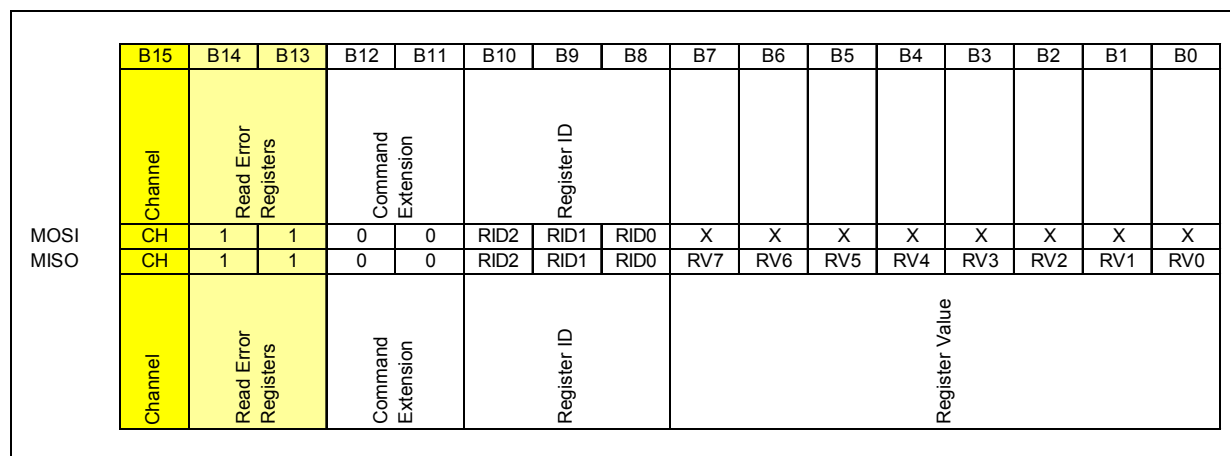 B15 B14 B13 B12 B11 B10 B9 B8 B7 B6 B5 B4 B3 B2 B1 B0
Channel
Read Error
Registers
Command
Extension
Register ID
MOSI CH 1 1 0 0 RID2 RID1 RID0 X X X X X X X X
MISO CH 1 1 0 0 RID2 RID1 RID0 RV7 RV6 RV5 RV4 RV3 RV2 RV1 RV0
Channel
Read Error
Registers
Command
Extension
Register ID
Register Value